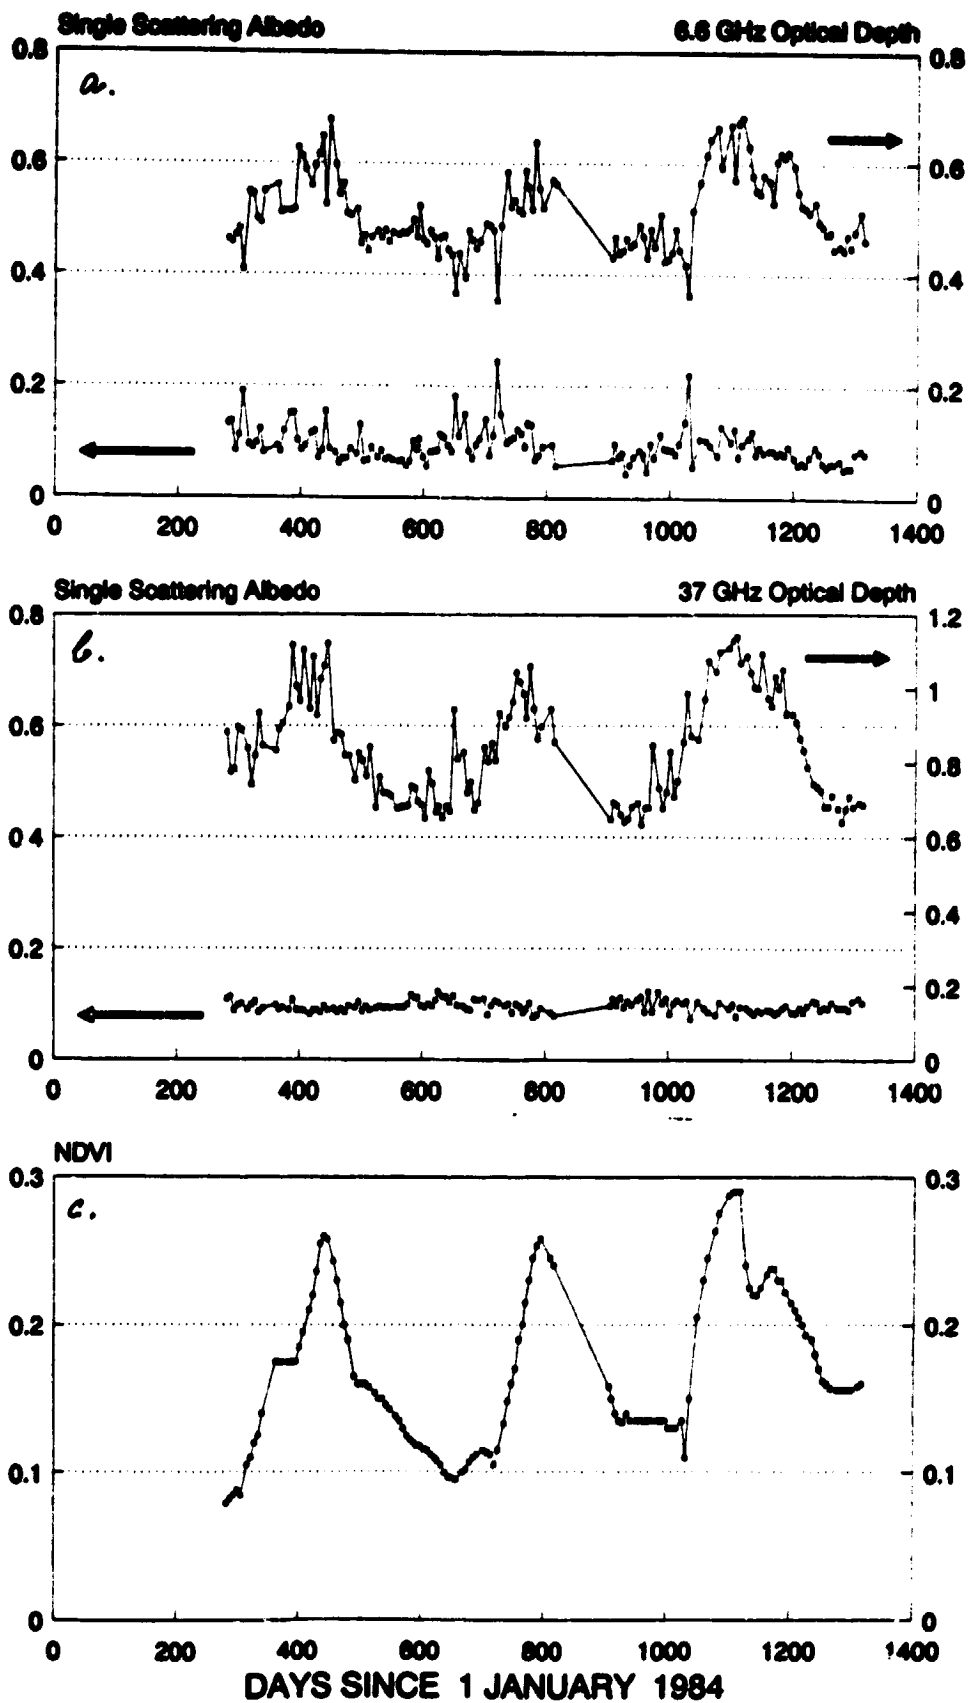 Single Scattering Albedo 6.6 GHz Optical Depth
0.8 0.8
a.
0.6 0.6
0.4 0.4
0.2 0.2
0 0
0 200 400 600 800 1000 1200 1400
Single Scattering Albedo 37 GHz Optical Depth
0.8 1.2
b.
1
0.6
0.8
0.4 0.6
0.4
0.2
0.2
0 0
0 200 400 600 800 1000 1200 1400
NDVI
0.3 0.3
c.
0.2 0.2
0.1 0.1
0 0
0 200 400 600 800 1000 1200 1400
DAYS SINCE 1 JANUARY 1984